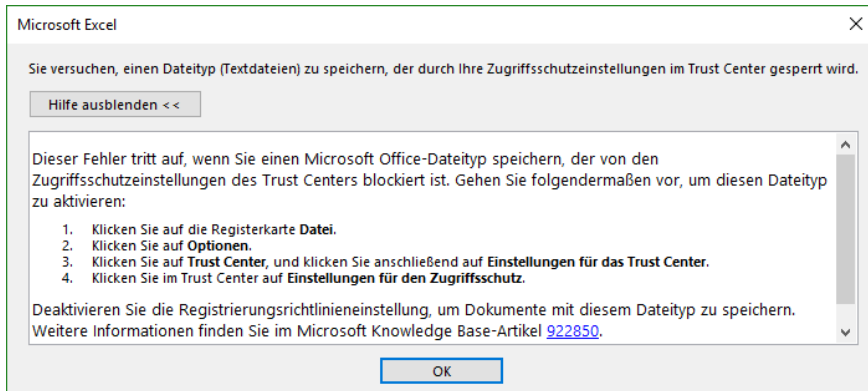 Microsoft Excel
Sie versuchen, einen Dateityp (Textdateien) zu speichern, der durch Ihre Zugriffsschutzeinstellungen im Trust Center gesperrt wird.
Hilfe ausblenden <<
Dieser Fehler tritt auf, wenn Sie einen Microsoft Office-Dateityp speichern, der von den
Zugriffsschutzeinstellungen des Trust Centers blockiert ist. Gehen Sie folgendermaßen vor, um diesen Dateityp
zu aktivieren:
1. Klicken Sie auf die Registerkarte Datei.
2. Klicken Sie auf Optionen.
3. Klicken Sie auf Trust Center, und klicken Sie anschließend auf Einstellungen für das Trust Center.
4. Klicken Sie im Trust Center auf Einstellungen für den Zugriffsschutz.
Deaktivieren Sie die Registrierungsrichtlinieneinstellung, um Dokumente mit diesem Dateityp zu speichern.
Weitere Informationen finden Sie im Microsoft Knowledge Base-Artikel 922850.
OK